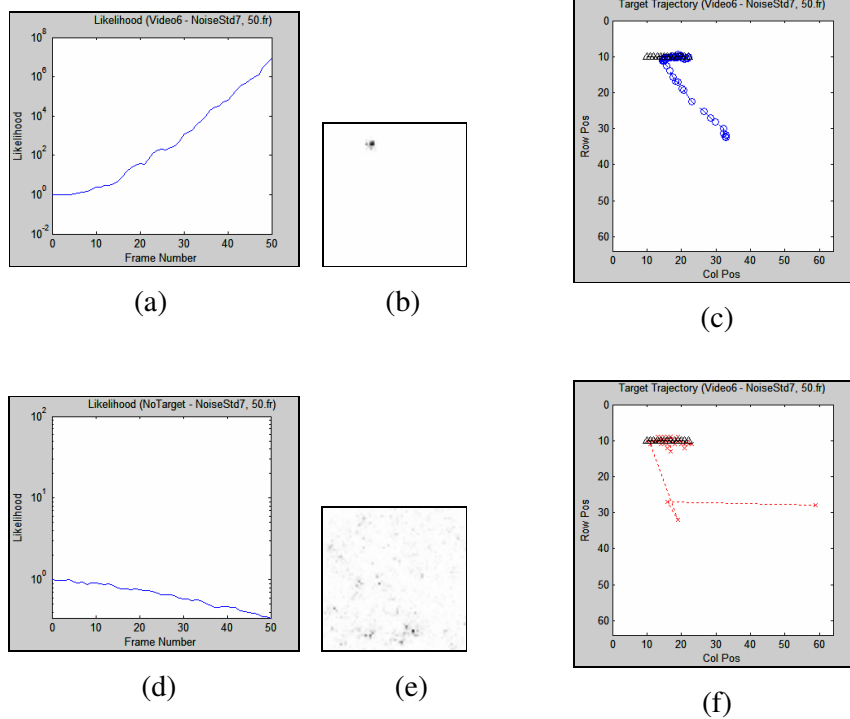 Likelihood (Video6 - NoiseStd7, 50.fr)
10^8
10^6
10^4
10^2
10^0
10^-2
Likelihood
0 10 20 30 40 50
Frame Number
(a)
(b)
Target Trajectory (Video6 - NoiseStd7, 50.fr)
0
10
20
30
40
50
60
Row Pos
0 10 20 30 40 50 60
Col Pos
(c)
Likelihood (NoTarget - NoiseStd7, 50.fr)
10^2
10^1
10^0
Likelihood
0 10 20 30 40 50
Frame Number
(d)
(e)
Target Trajectory (Video6 - NoiseStd7, 50.fr)
0
10
20
30
40
50
60
Row Pos
0 10 20 30 40 50 60
Col Pos
(f)